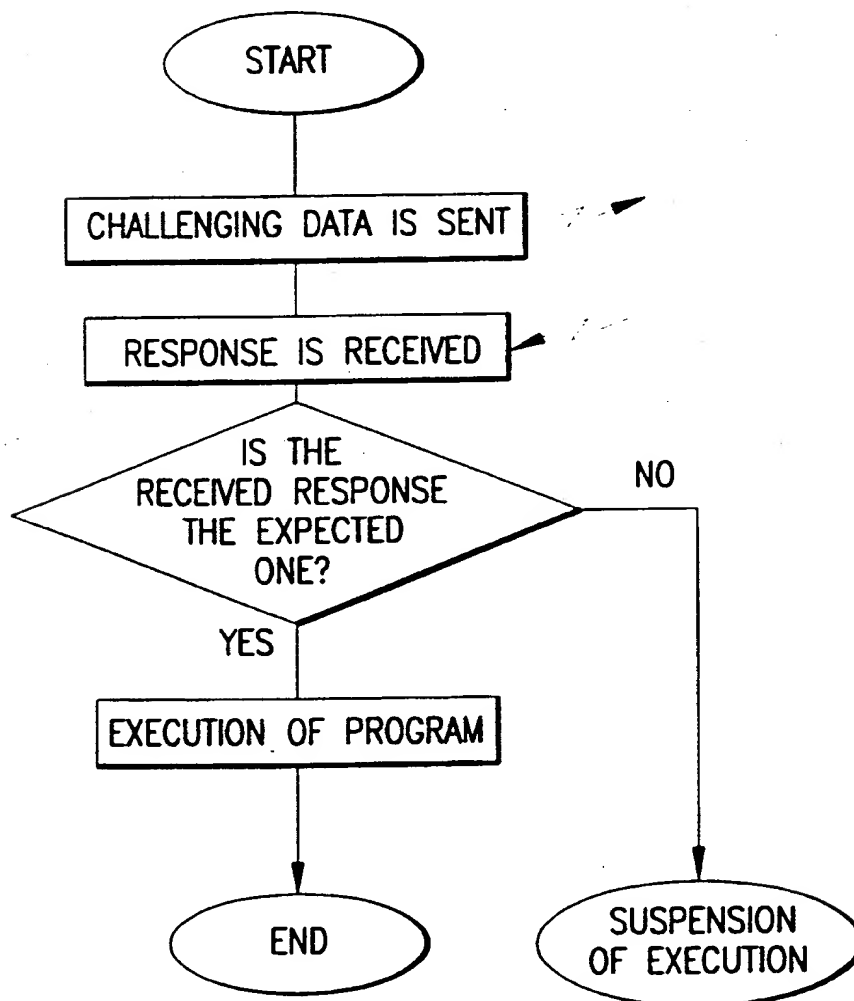 START
CHALLENGING DATA IS SENT
RESPONSE IS RECEIVED
IS THE
RECEIVED RESPONSE
THE EXPECTED
ONE?
NO
YES
EXECUTION OF PROGRAM
END
SUSPENSION
OF EXECUTION